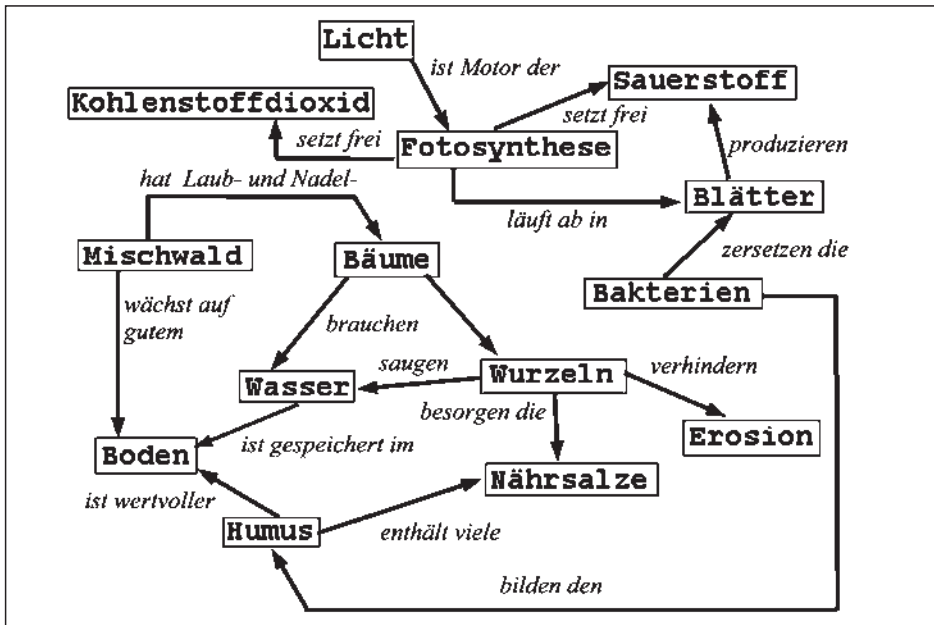 Licht
ist Motor der
Sauerstoff
Kohlenstoffdioxid
setzt frei
setzt frei
Fotosynthese
produzieren
hat Laub- und Nadel-
läuft ab in
Blätter
Mischwald
Bäume
zersetzen die
Bakterien
wächst auf
gutem
brauchen
saugen
Wurzeln
verhindern
Wasser
besorgen die
Erosion
Boden
ist gespeichert im
Nährsalze
ist wertvoller
Humus
enthält viele
bilden den